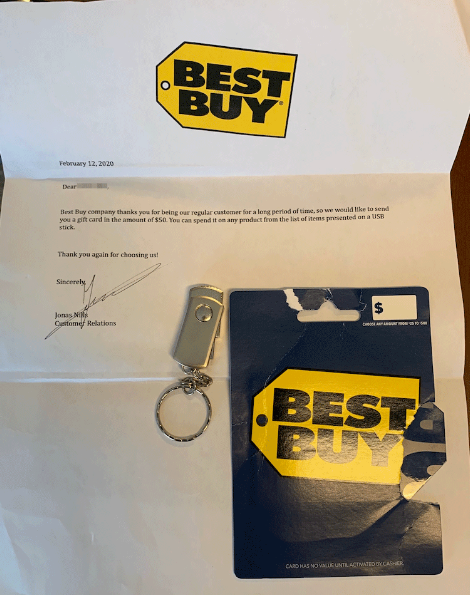 BEST
BUY®
February 12, 2020
Dear
Best Buy company thanks you for being our regular customer for a long period of time, so we would like to send
you a gift card in the amount of $50. You can spend it on any product from the list of items presented on a USB
stick.
Thank you again for choosing us!
Sincerely,
Jonas Nills
Customer Relations
$
BEST
BUY
CARD HAS NO VALUE UNTIL ACTIVATED BY CASHIER.